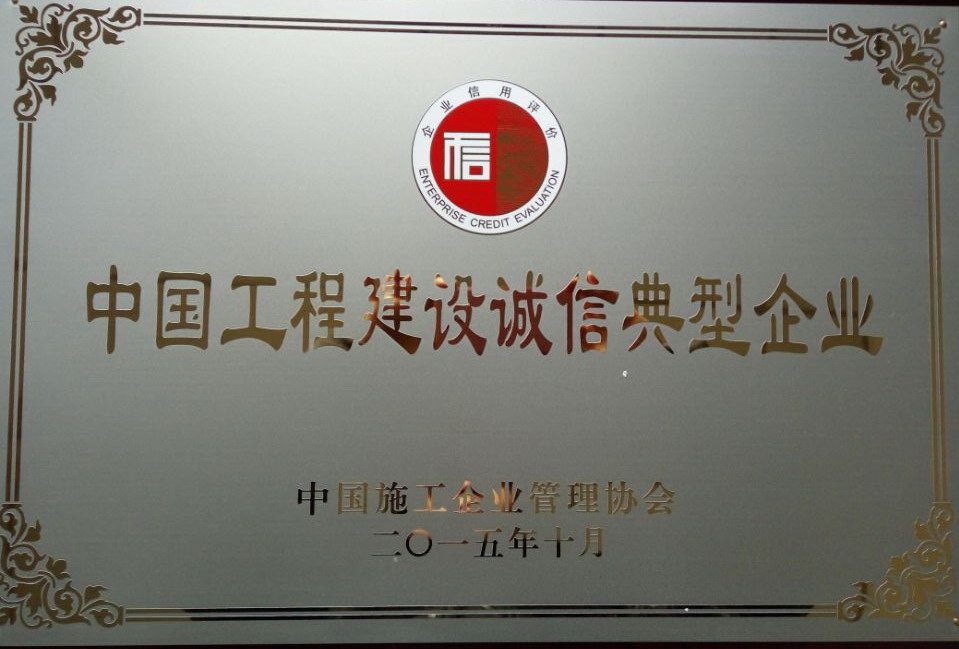 企业信用评价
信
ENTERPRISE CREDIT EVALUATION
中国工程建设诚信典型企业
中国施工企业管理协会
二〇一五年十月